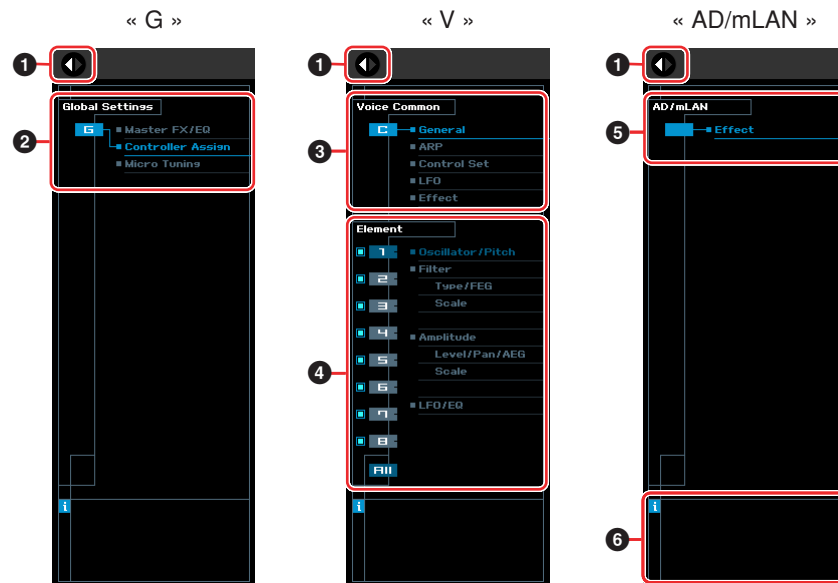 « G »
1
Global Settings
2
G
Master FX/EQ
Controller Assign
Micro Tuning
i
« V »
1
Voice Common
3
C
General
ARP
Control Set
LFO
Effect
Element
4
1 Oscillator/Pitch
2 Filter
Type/FEG
3 Scale
4 Amplitude
5 Level/Pan/AEG
Scale
6
7 LFO/EQ
8
All
i
« AD/mLAN »
1
AD/mLAN
5
Effect
6
i